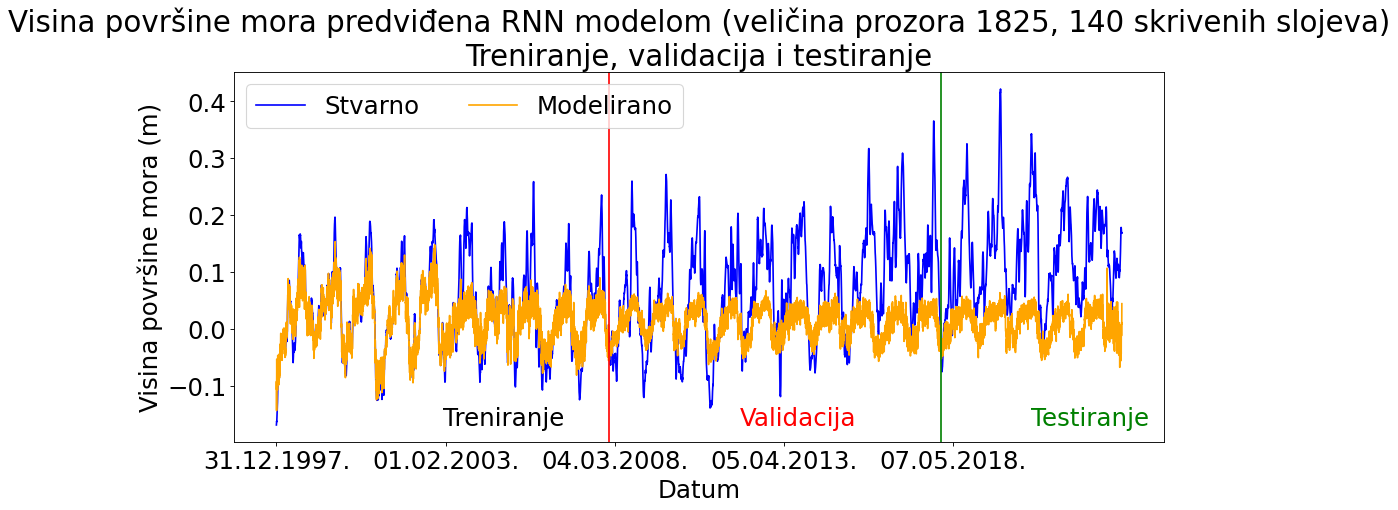 Visina površine mora predviđena RNN modelom (veličina prozora 1825, 140 skrivenih slojeva)
Treniranje, validacija i testiranje
Stvarno
Modelirano
Visina površine mora (m)
0.4
0.3
0.2
0.1
0.0
−0.1
Treniranje
Validacija
Testiranje
31.12.1997.
01.02.2003.
04.03.2008.
05.04.2013.
07.05.2018.
Datum